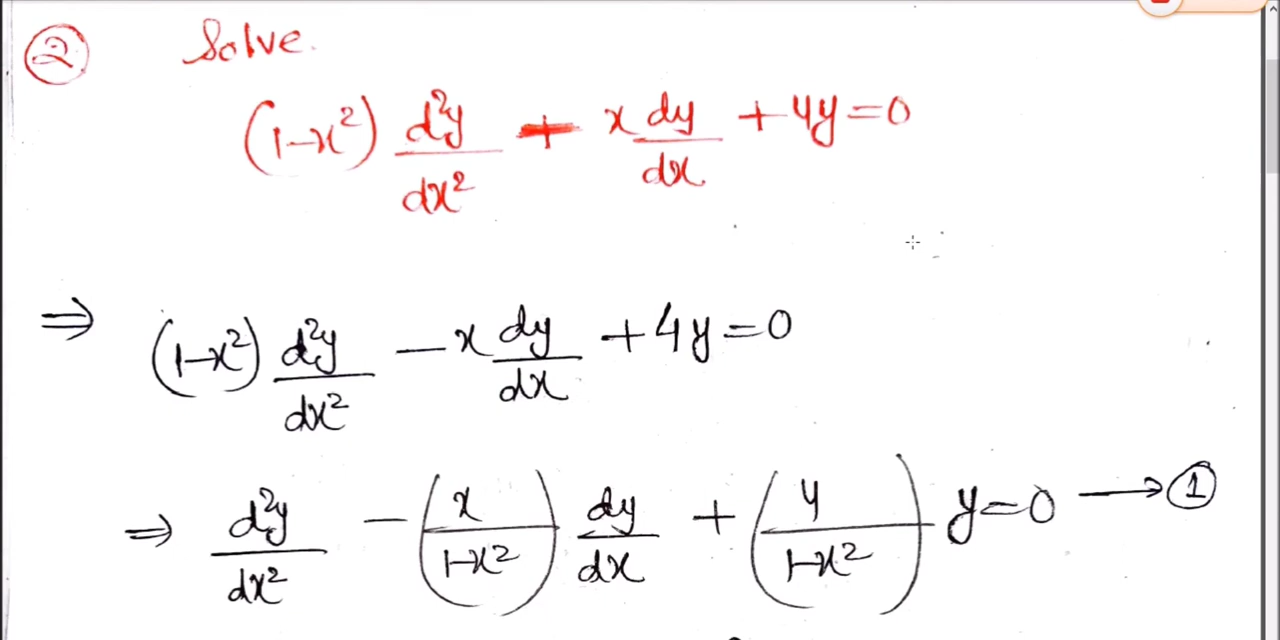 ② Solve.
(1-x²) d²y/dx² + x dy/dx + 4y = 0
⇒ (1-x²) d²y/dx² - x dy/dx + 4y = 0
⇒ d²y/dx² - (x/(1-x²)) dy/dx + (4/(1-x²)) y = 0 → ①